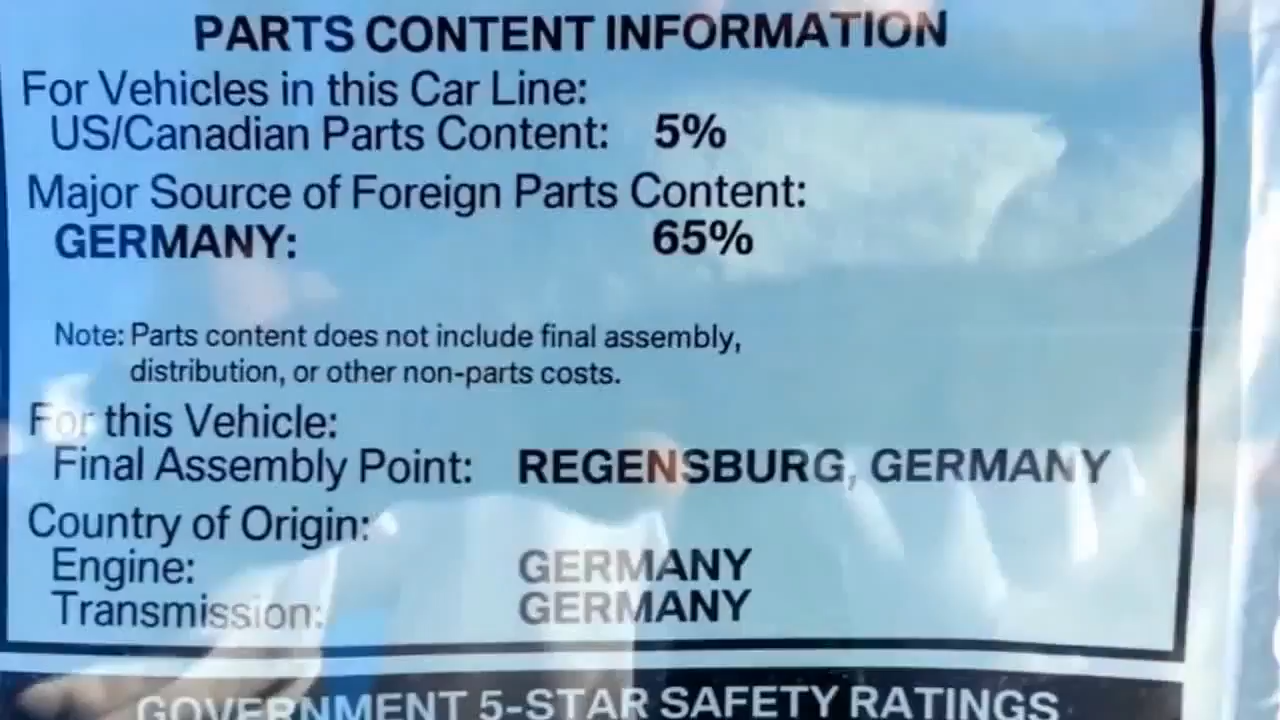 PARTS CONTENT INFORMATION
For Vehicles in this Car Line:
US/Canadian Parts Content: 5%
Major Source of Foreign Parts Content:
GERMANY: 65%
Note: Parts content does not include final assembly,
distribution, or other non-parts costs.
For this Vehicle:
Final Assembly Point: REGENSBURG, GERMANY
Country of Origin:
Engine: GERMANY
Transmission: GERMANY
GOVERNMENT 5-STAR SAFETY RATINGS